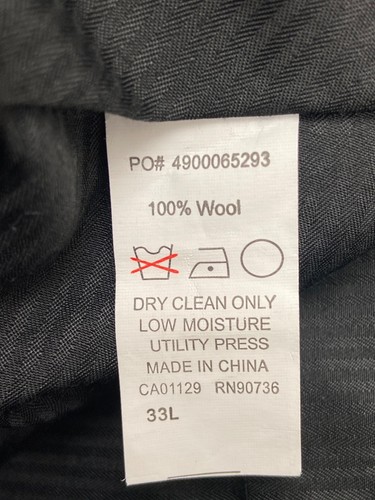 PO# 4900065293
100% Wool
DRY CLEAN ONLY
LOW MOISTURE
UTILITY PRESS
MADE IN CHINA
CA01129 RN90736
33L